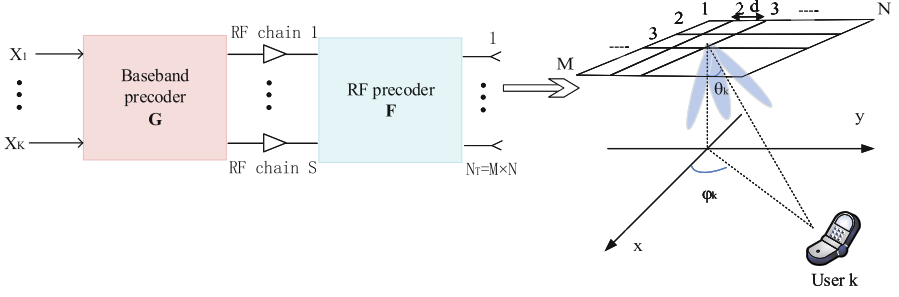 X1
XK
Baseband
precoder
G
RF chain 1
RF chain S
RF precoder
F
1
NT=M×N
1 2 3 ---- N
d
2
3
----
M
θk
y
φk
x
User k